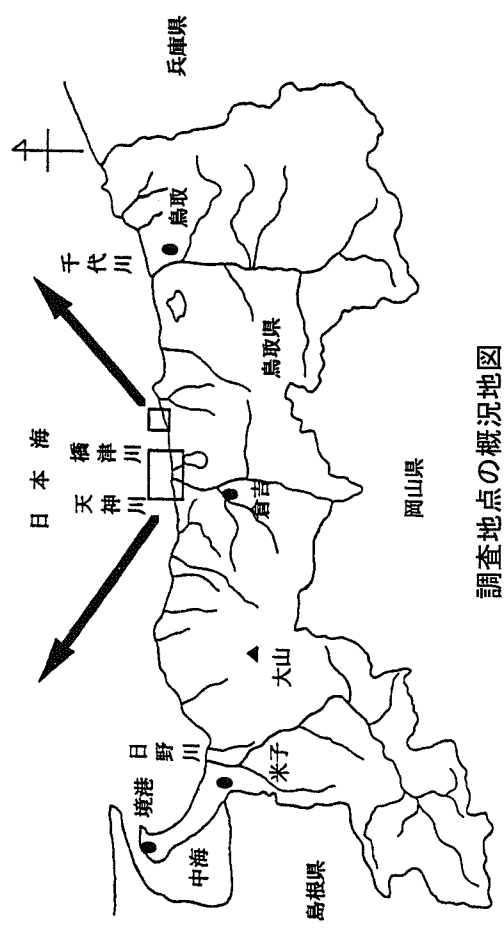 兵庫県
鳥取
千代川
鳥取県
日本海
橋津川
天神川
倉吉
岡山県
大山
日野川
米子
境港
中海
島根県
調査地点の概況地図